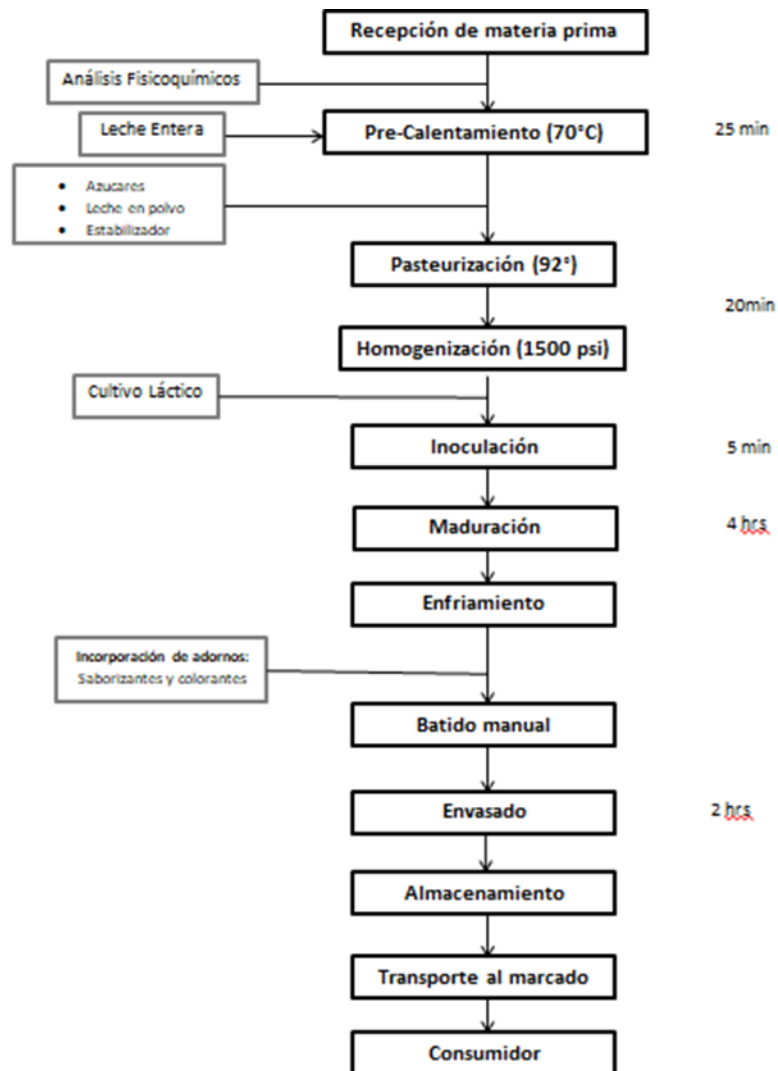 Recepción de materia prima
Análisis Fisicoquímicos
Leche Entera
Pre-Calentamiento (70°C)
25 min
• Azucares
• Leche en polvo
• Estabilizador
Pasteurización (92°)
20min
Homogenización (1500 psi)
Cultivo Láctico
Inoculación
5 min
Maduración
4 hrs
Enfriamiento
Incorporación de adornos:
Saborizantes y colorantes
Batido manual
Envasado
2 hrs
Almacenamiento
Transporte al marcado
Consumidor